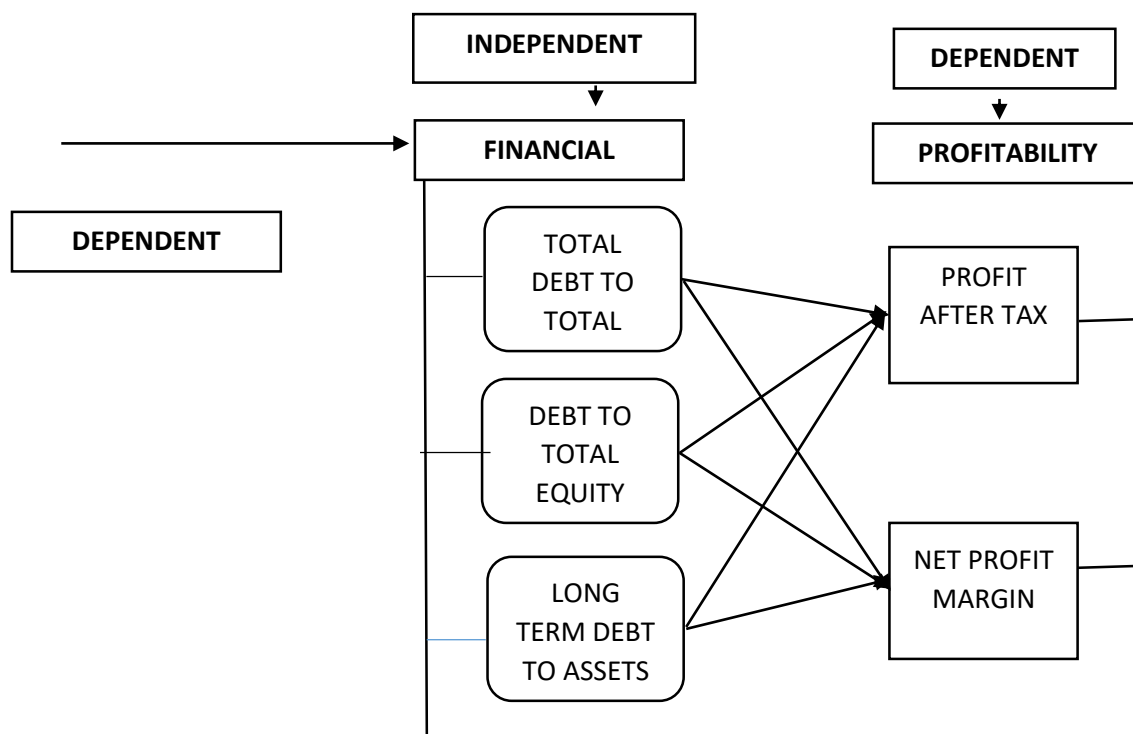 INDEPENDENT
DEPENDENT
FINANCIAL
PROFITABILITY
DEPENDENT
TOTAL
DEBT TO
TOTAL
PROFIT
AFTER TAX
DEBT TO
TOTAL
EQUITY
LONG
TERM DEBT
TO ASSETS
NET PROFIT
MARGIN